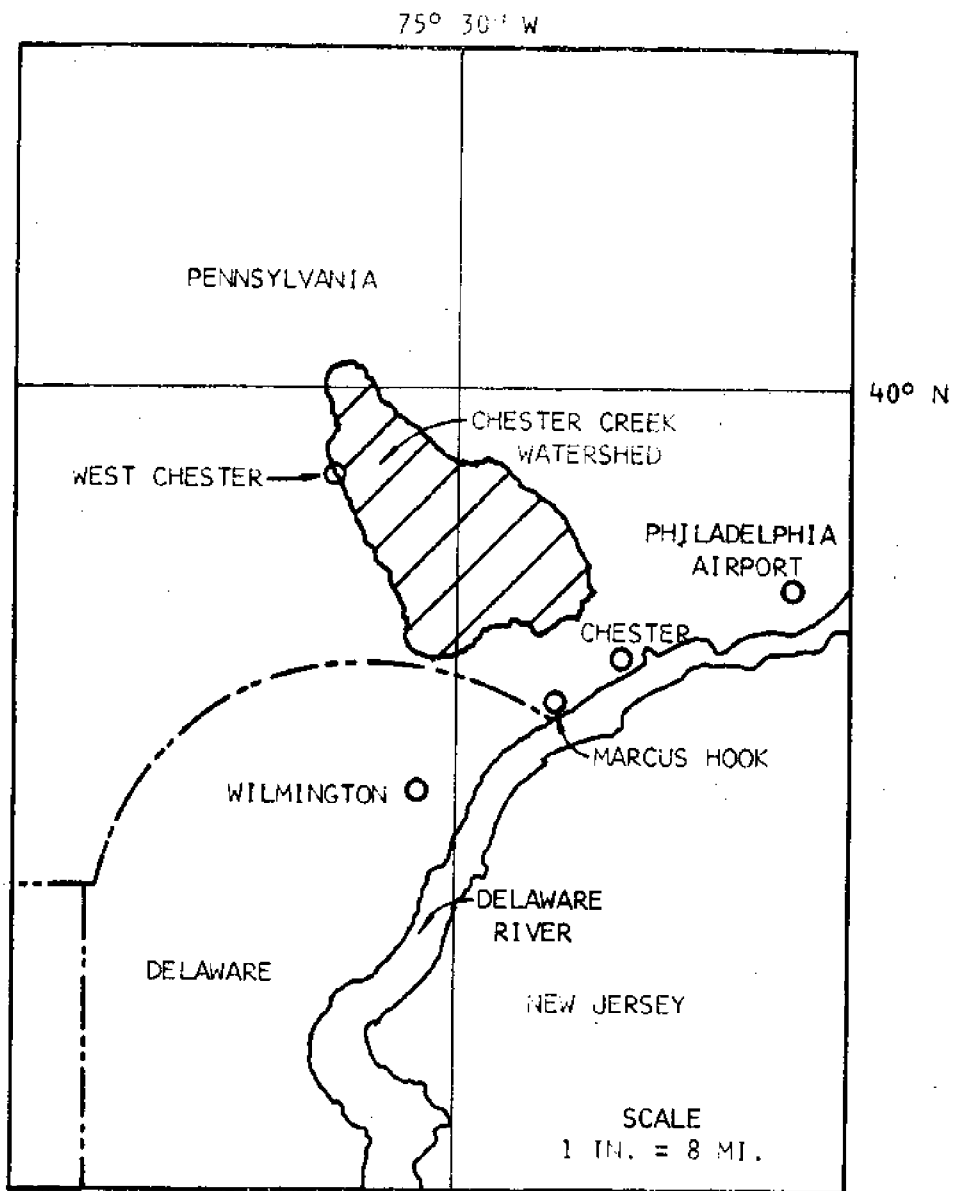 75° 30' W
PENNSYLVANIA
40° N
CHESTER CREEK
WATERSHED
WEST CHESTER
PHILADELPHIA
AIRPORT
CHESTER
MARCUS HOOK
WILMINGTON
DELAWARE
RIVER
DELAWARE
NEW JERSEY
SCALE
1 IN. = 8 MI.